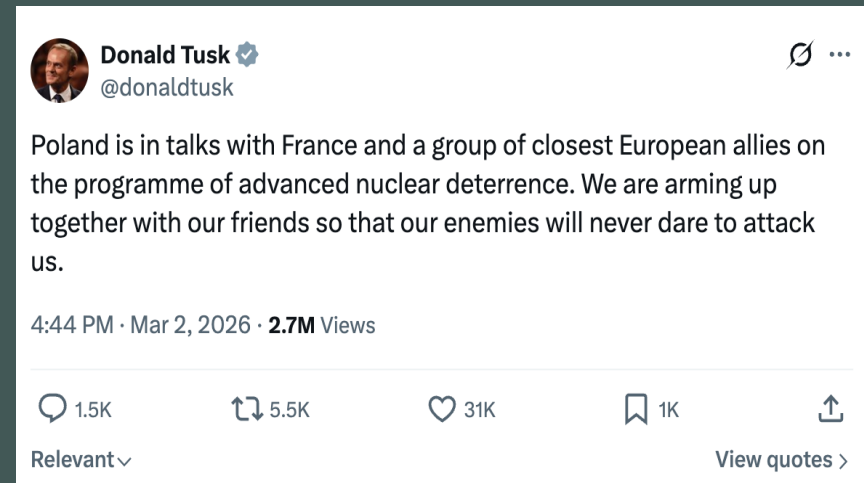 Donald Tusk
@donaldtusk
Poland is in talks with France and a group of closest European allies on
the programme of advanced nuclear deterrence. We are arming up
together with our friends so that our enemies will never dare to attack
us.
4:44 PM · Mar 2, 2026 · 2.7M Views
1.5K 5.5K 31K 1K
Relevant View quotes